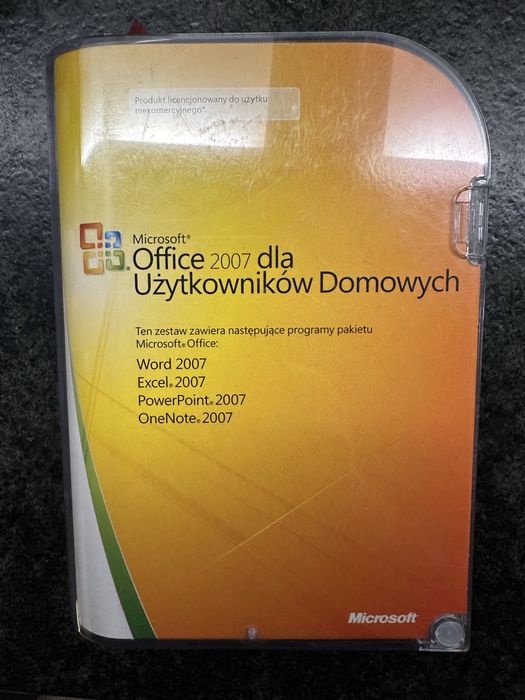 Produkt licencjonowany do użytku
niekomercyjnego*.
Microsoft®
Office 2007 dla
Użytkowników Domowych
Ten zestaw zawiera następujące programy pakietu
Microsoft® Office:
Word 2007
Excel® 2007
PowerPoint® 2007
OneNote® 2007
Microsoft